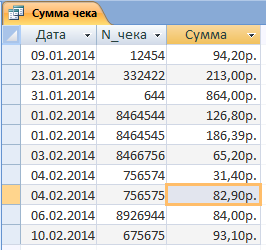 Сумма чека
Дата N_чека Сумма
09.01.2014 12454 94,20р.
23.01.2014 332422 213,00р.
31.01.2014 644 864,00р.
01.02.2014 8464544 126,80р.
01.02.2014 8464545 186,39р.
03.02.2014 8466756 65,20р.
04.02.2014 756574 31,40р.
04.02.2014 756575 82,90р.
06.02.2014 8926944 84,00р.
10.02.2014 675675 93,10р.